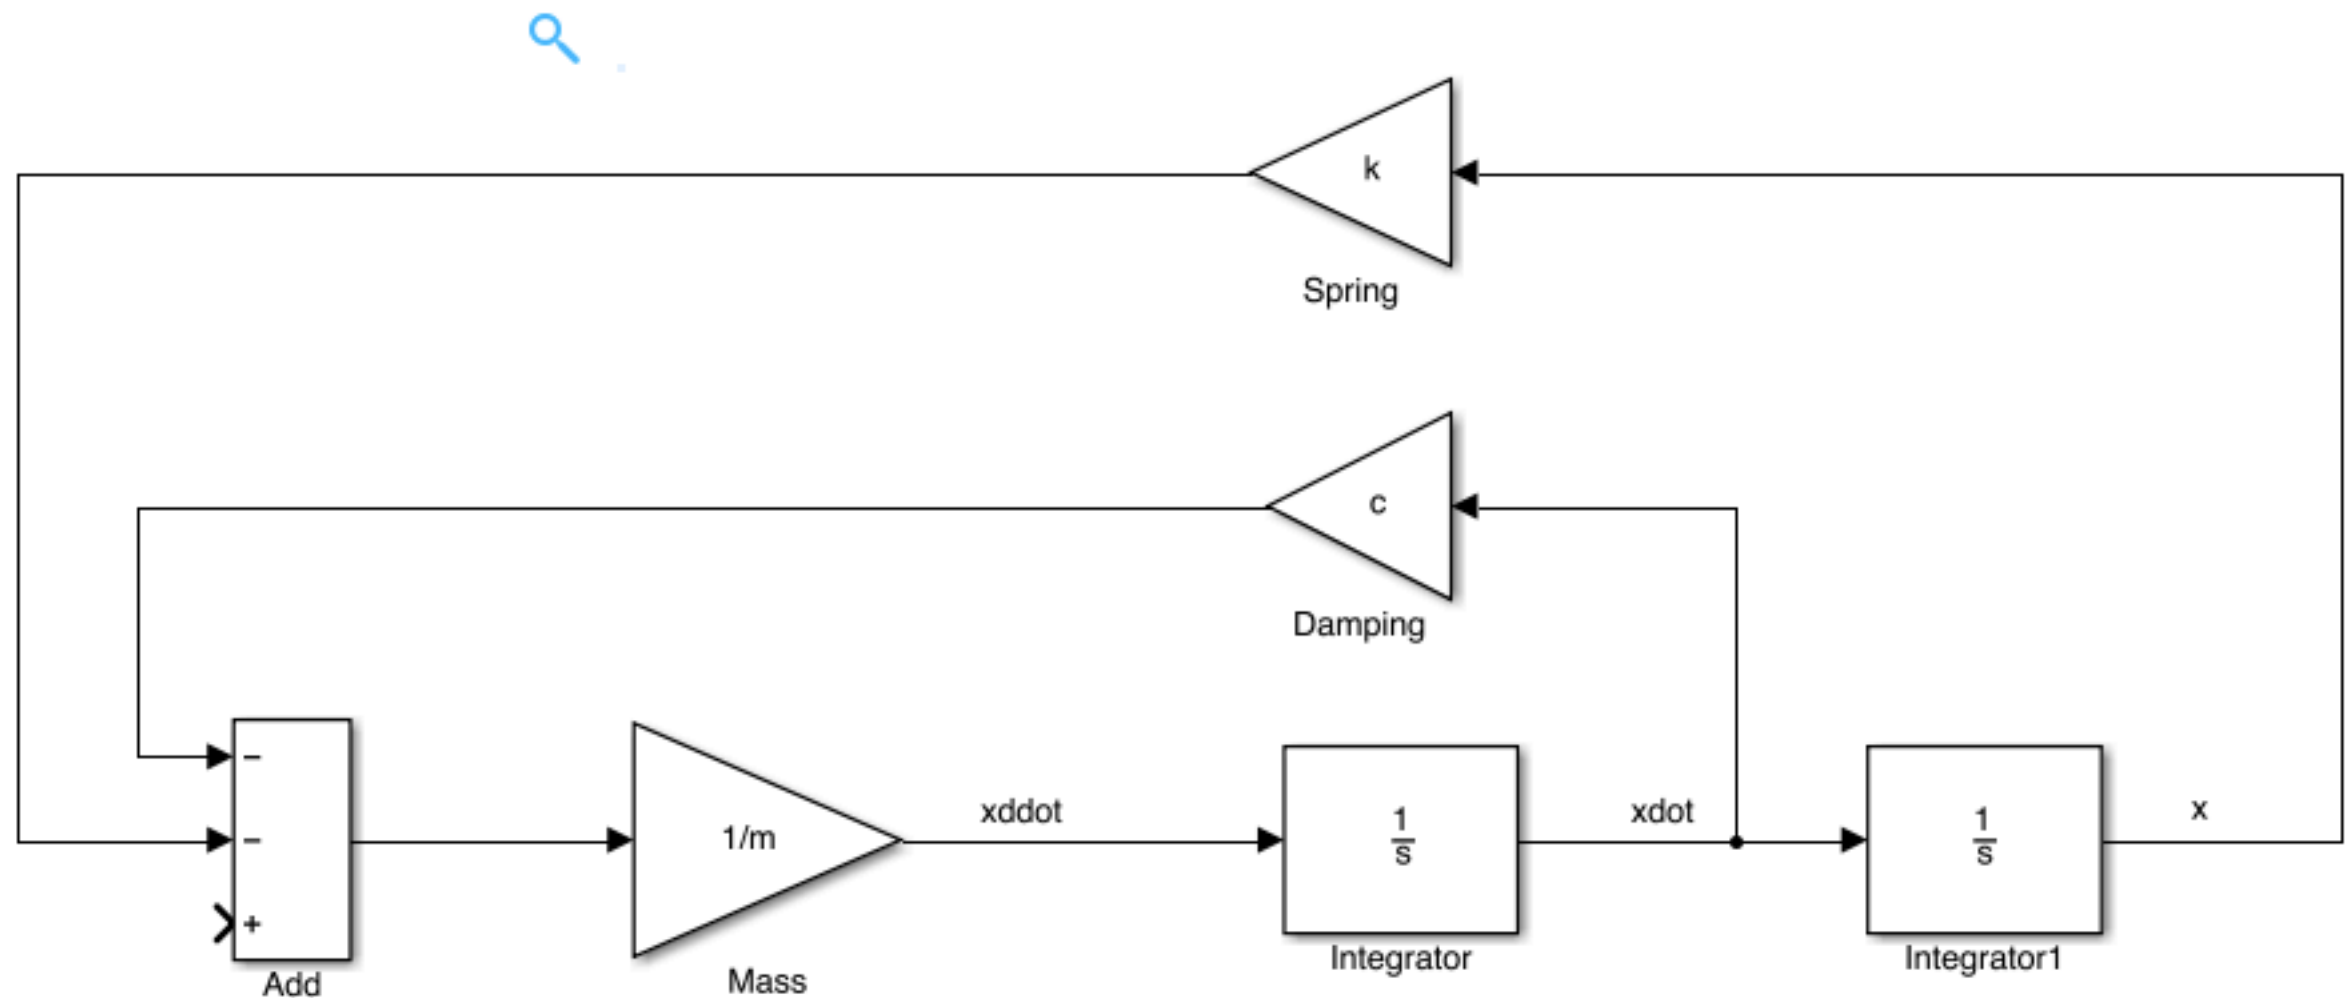 k
Spring
c
Damping
−
−
+
Add
1/m
Mass
xddot
1
s
Integrator
xdot
1
s
Integrator1
x